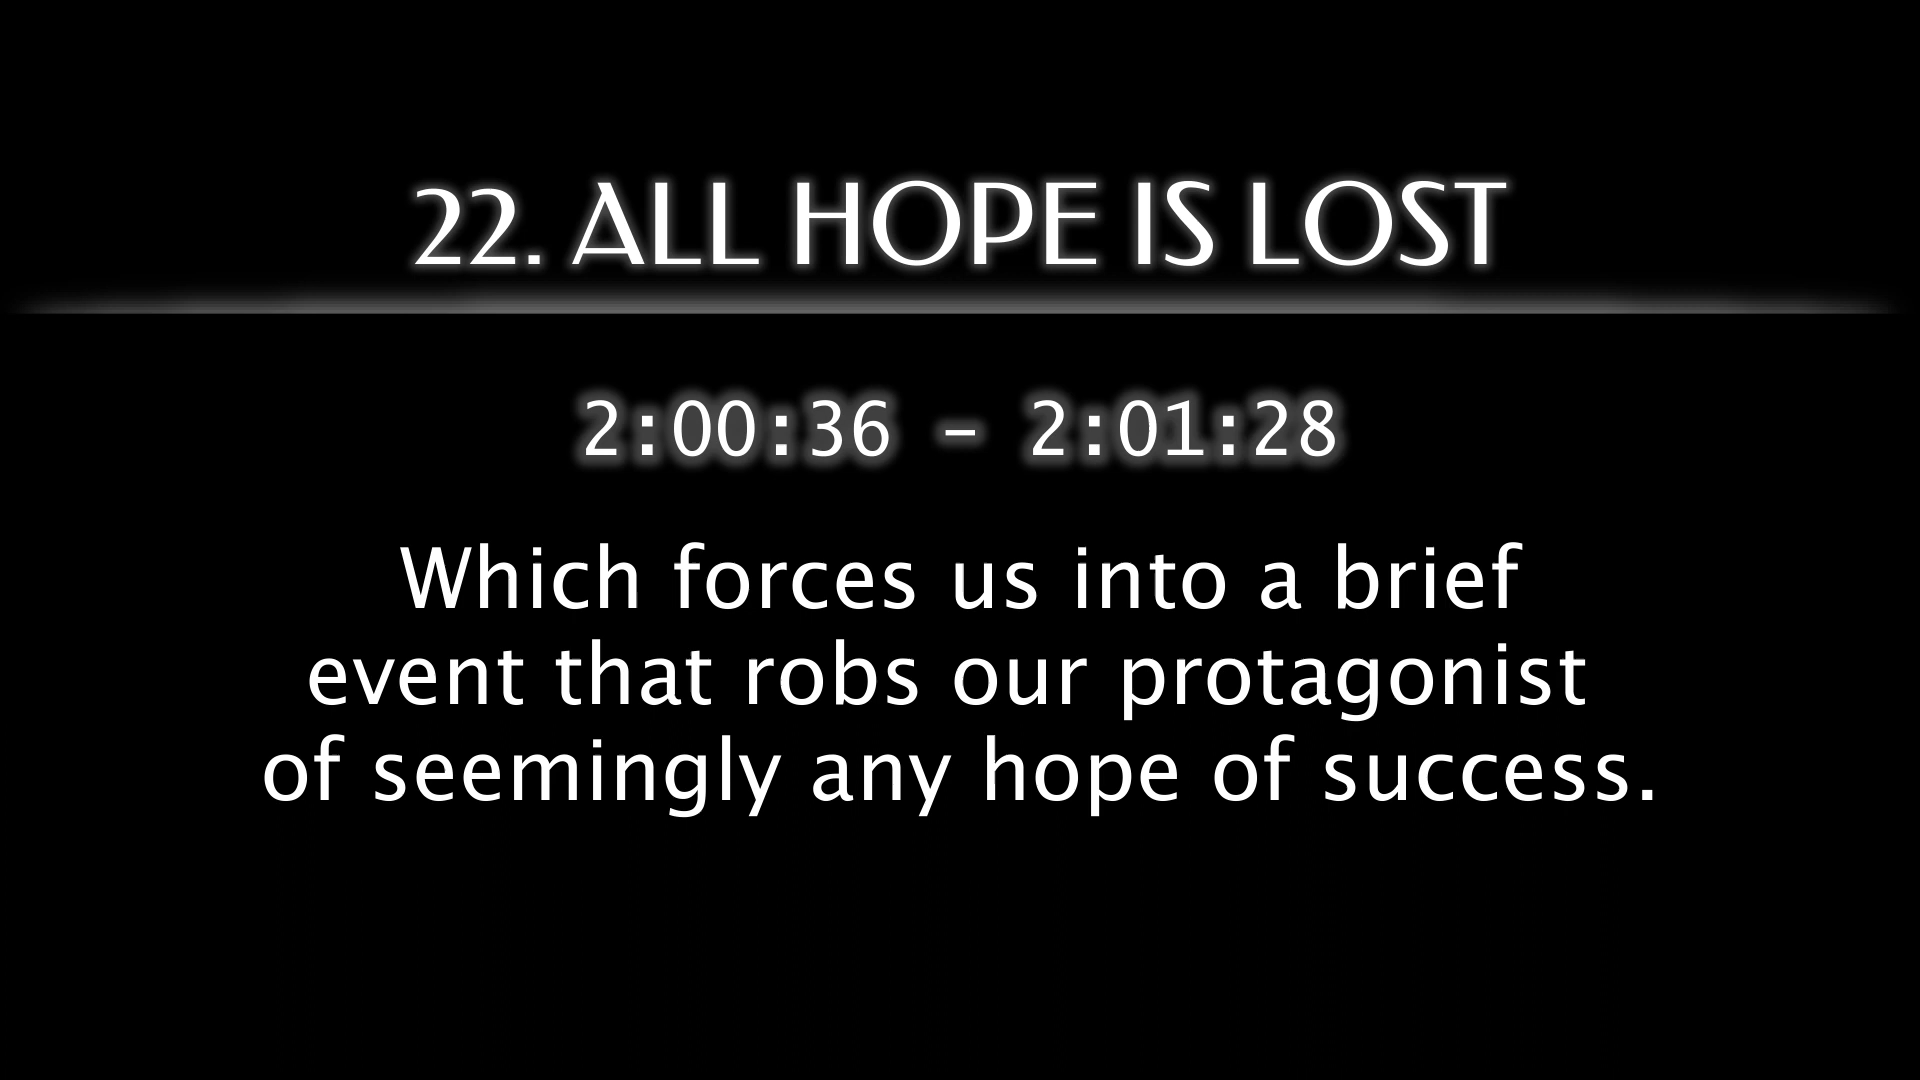 22. ALL HOPE IS LOST
2:00:36 – 2:01:28
Which forces us into a brief
event that robs our protagonist
of seemingly any hope of success.